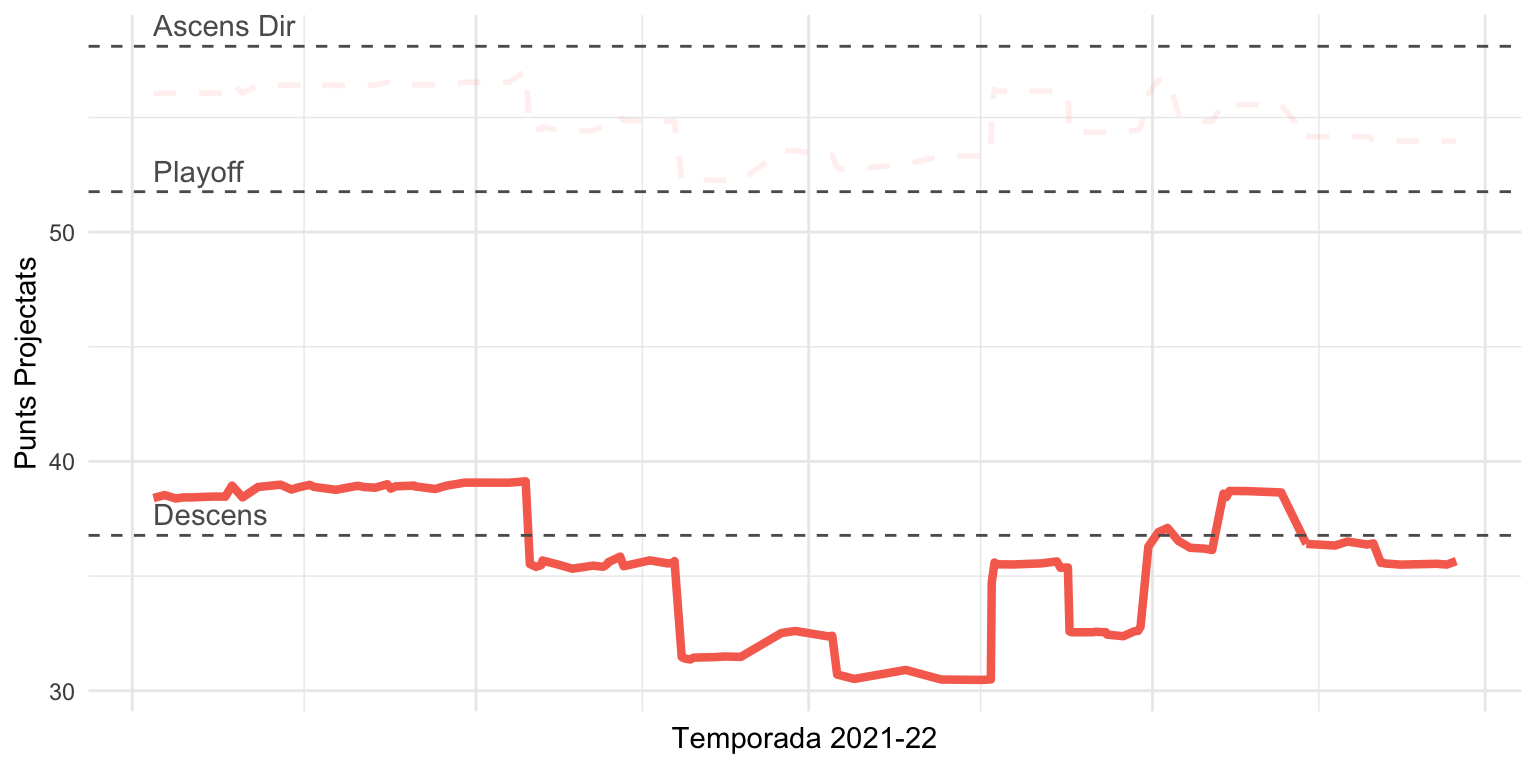 Ascens Dir
Playoff
50
Punts Projectats
40
Descens
30
Temporada 2021-22